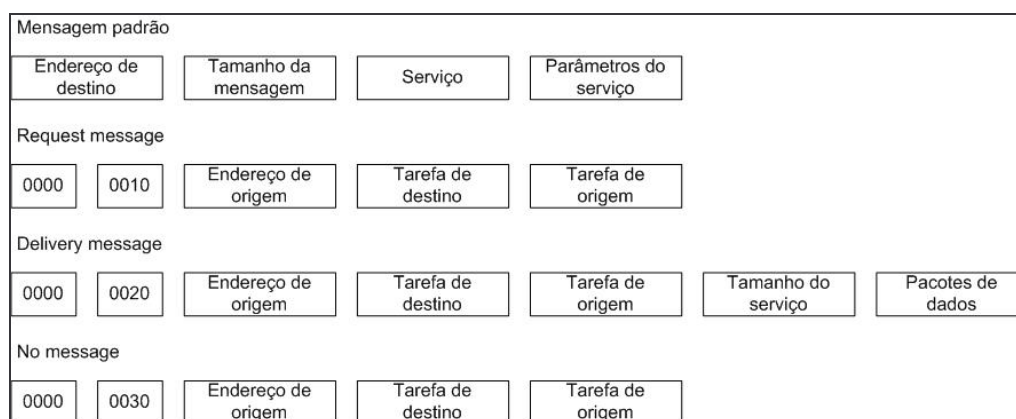 Mensagem padrão
Endereço de
destino
Tamanho da
mensagem
Serviço
Parâmetros do
serviço
Request message
0000
0010
Endereço de
origem
Tarefa de
destino
Tarefa de
origem
Delivery message
0000
0020
Endereço de
origem
Tarefa de
destino
Tarefa de
origem
Tamanho do
serviço
Pacotes de
dados
No message
0000
0030
Endereço de
origem
Tarefa de
destino
Tarefa de
origem